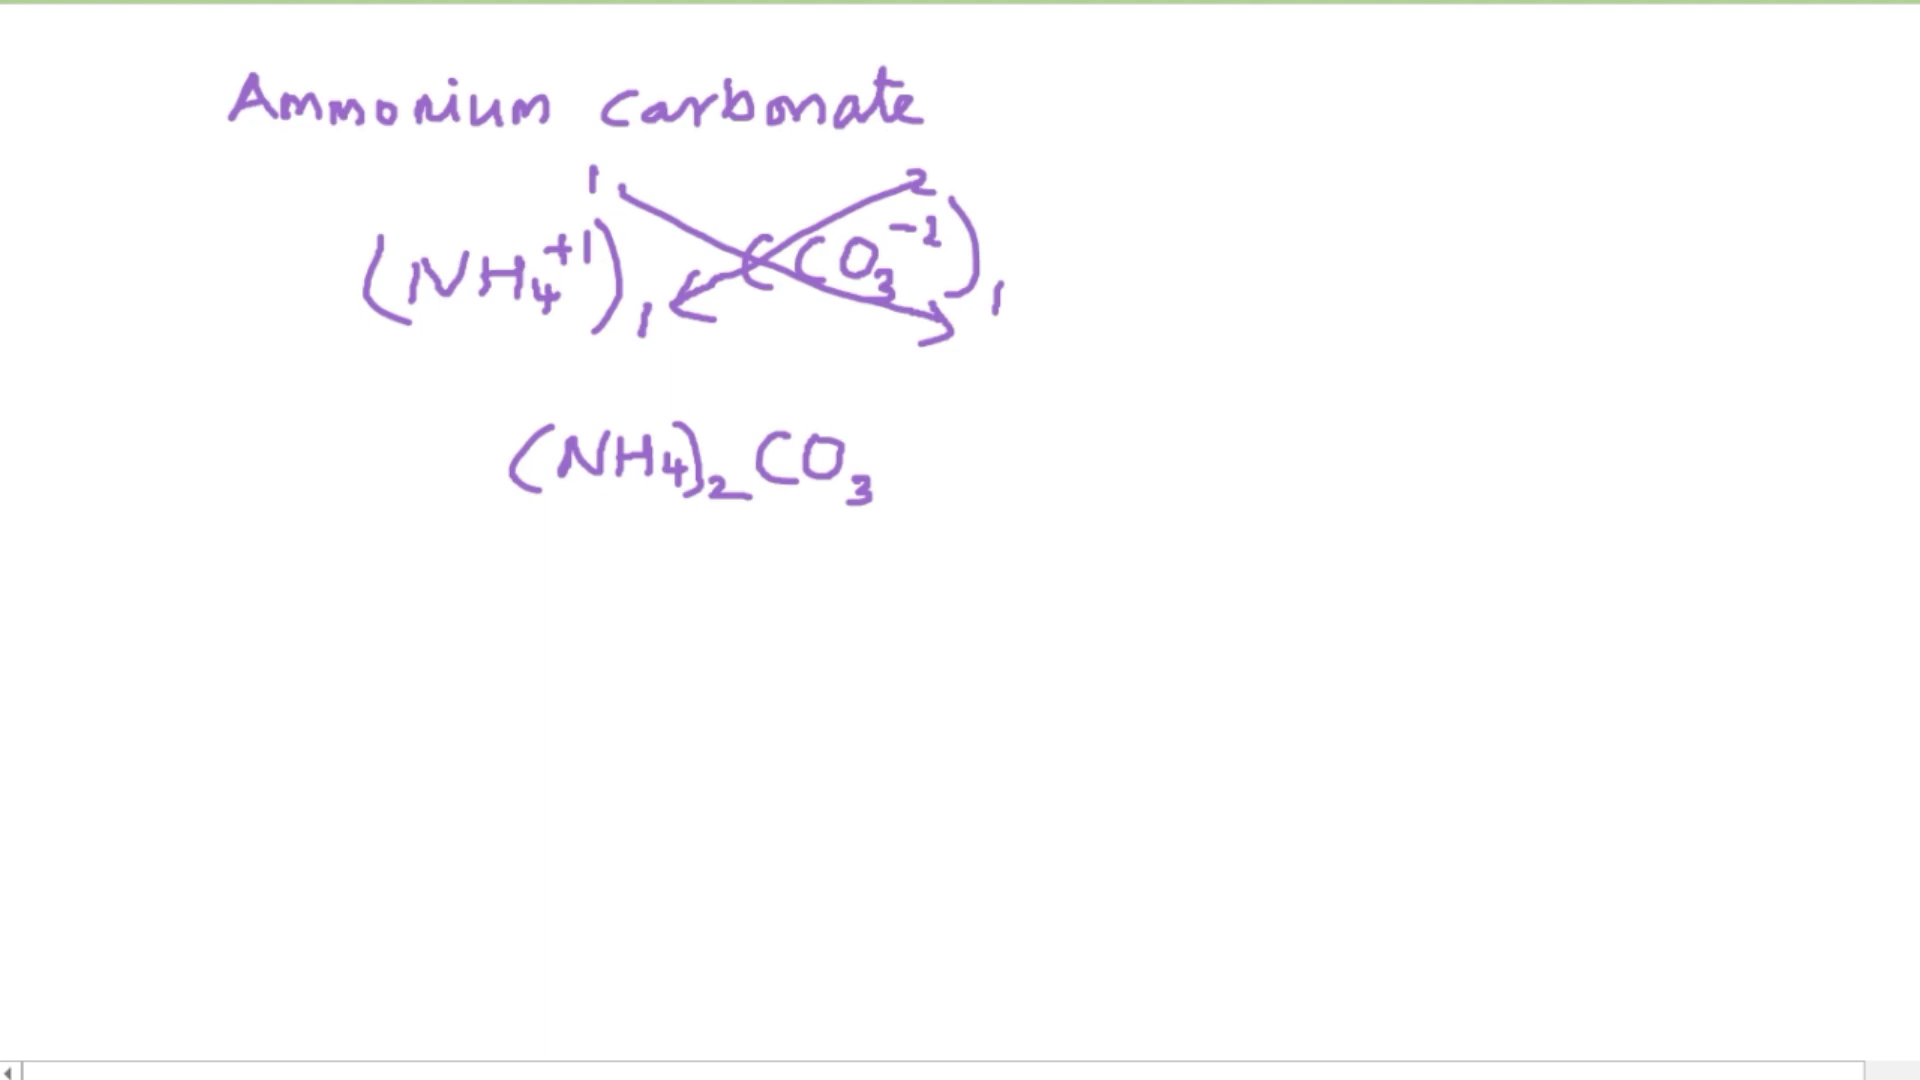 Ammonium carbonate
1 2
(NH₄⁺¹)₁ (CO₃⁻²)₁
(NH₄)₂CO₃